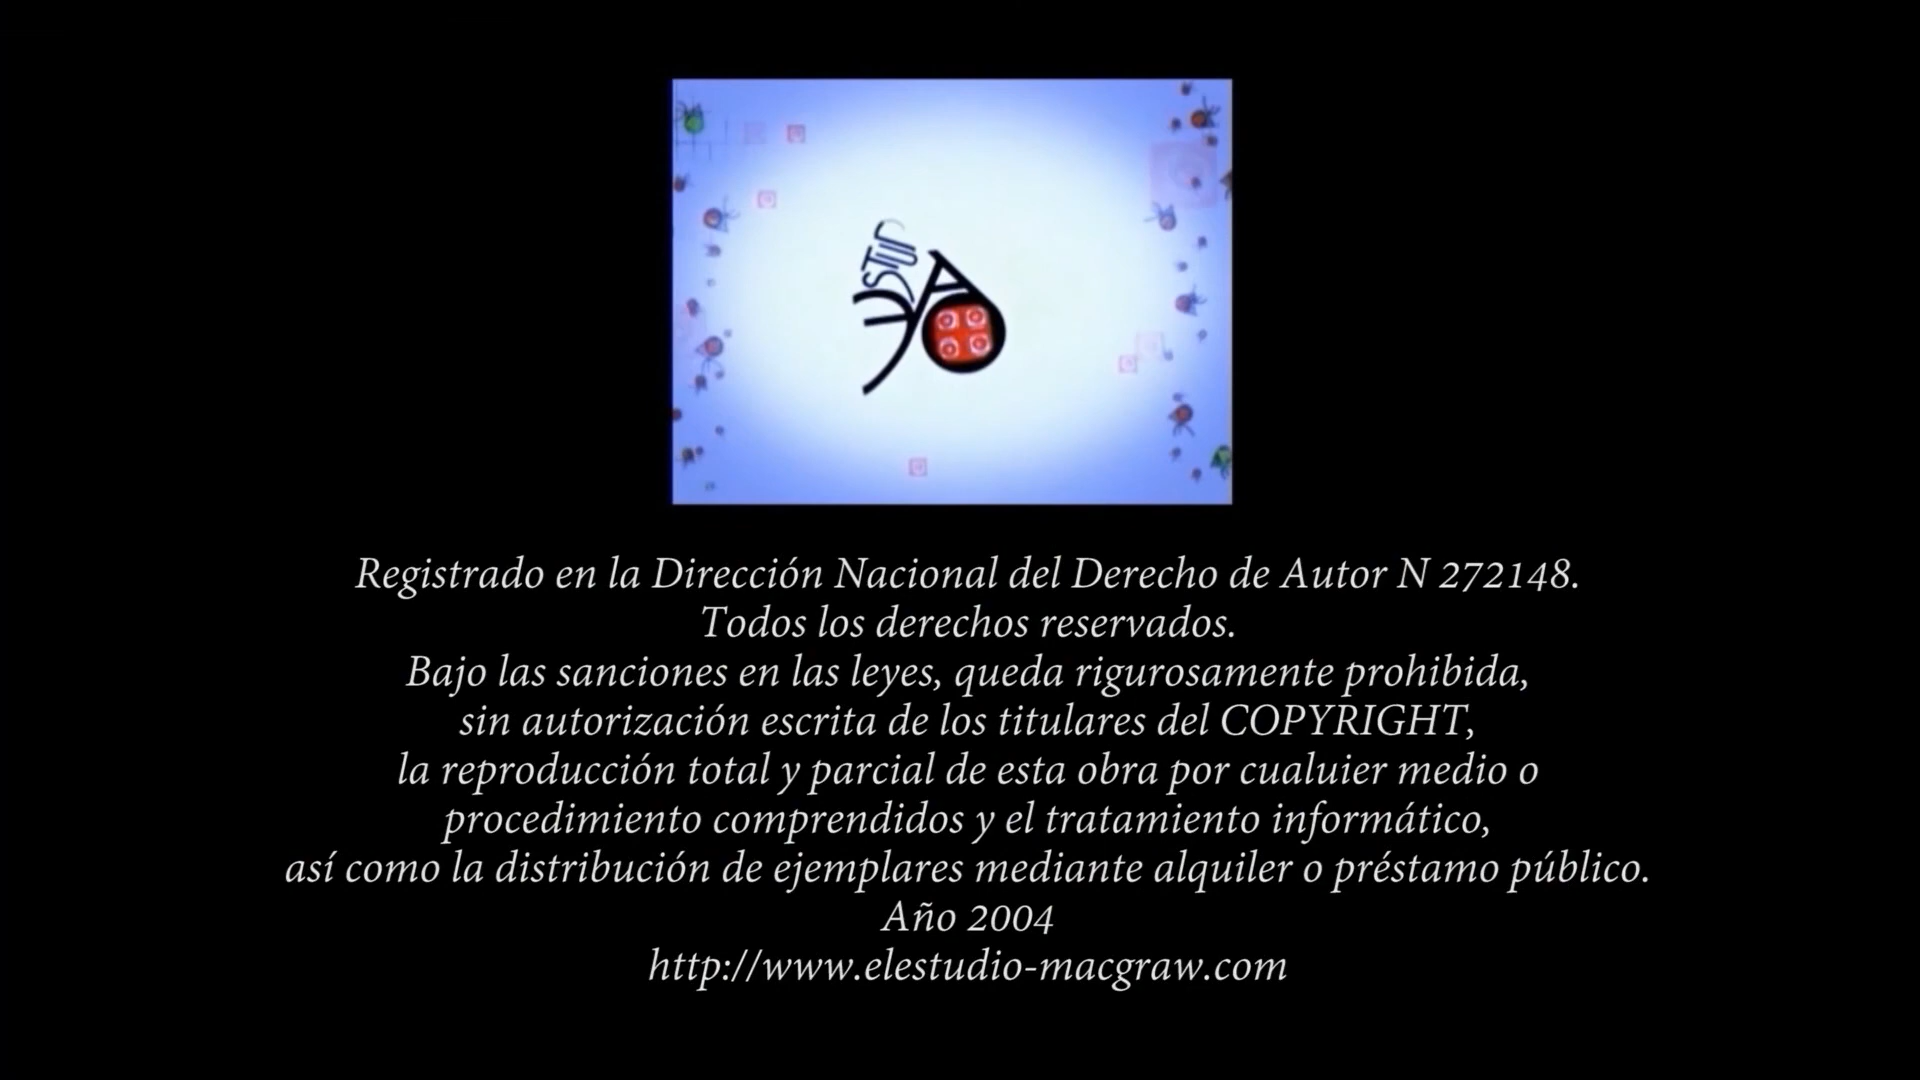 Registrado en la Dirección Nacional del Derecho de Autor N 272148.
Todos los derechos reservados.
Bajo las sanciones en las leyes, queda rigurosamente prohibida,
sin autorización escrita de los titulares del COPYRIGHT,
la reproducción total y parcial de esta obra por cualuier medio o
procedimiento comprendidos y el tratamiento informático,
así como la distribución de ejemplares mediante alquiler o préstamo público.
Año 2004
http://www.elestudio-macgraw.com